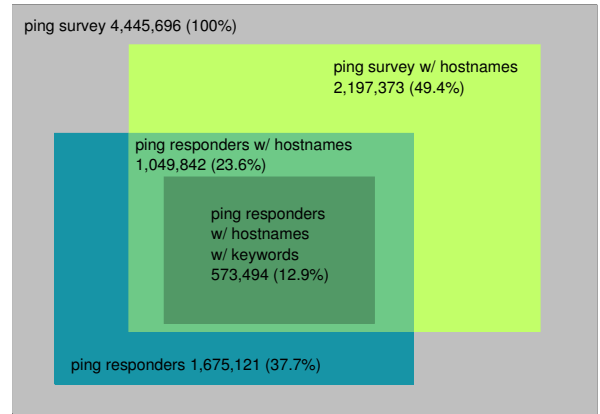 ping survey 4,445,696 (100%)
ping survey w/ hostnames
2,197,373 (49.4%)
ping responders w/ hostnames
1,049,842 (23.6%)
ping responders
w/ hostnames
w/ keywords
573,494 (12.9%)
ping responders 1,675,121 (37.7%)